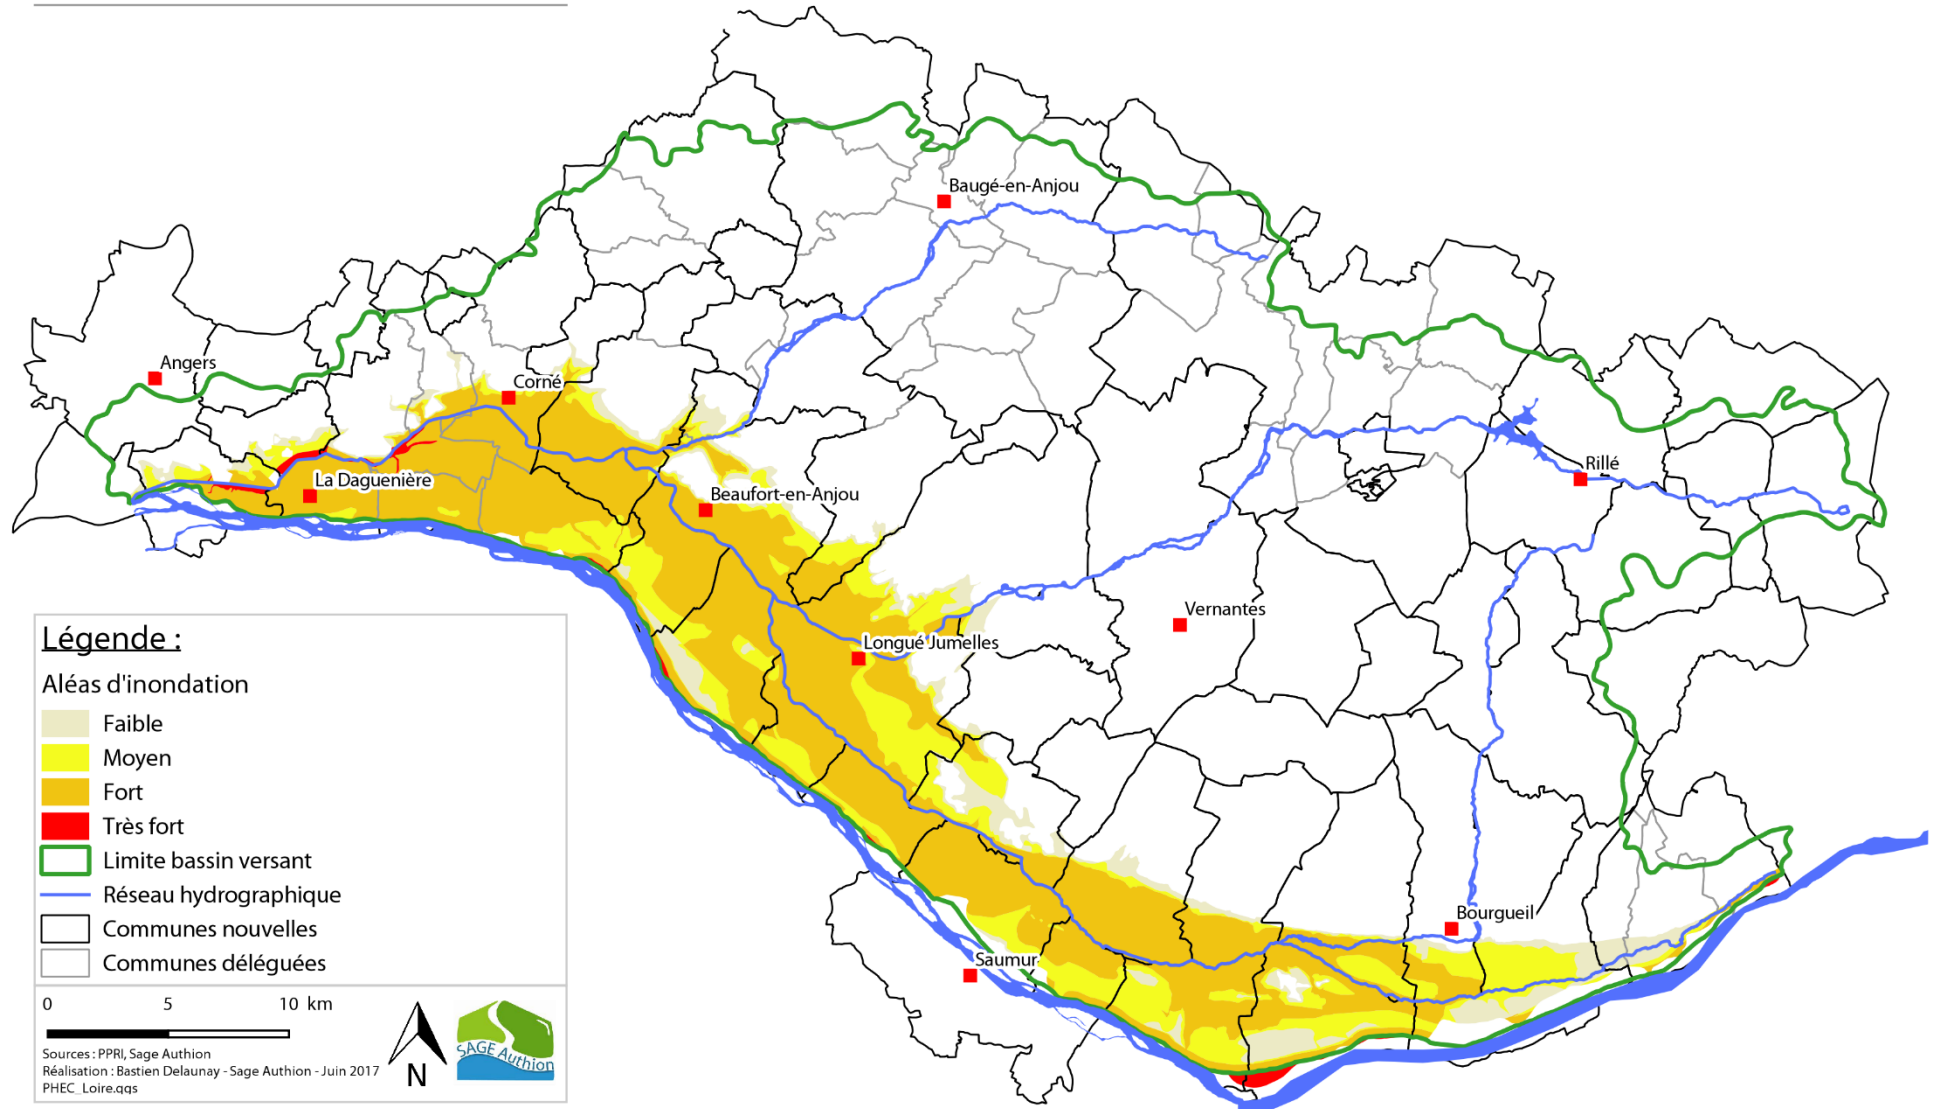 Baugé-en-Anjou
Angers
Corné
La Daguenière
Rillé
Beaufort-en-Anjou
Vernantes
Longué Jumelles
Bourgueil
Saumur
Légende :
Aléas d'inondation
Faible
Moyen
Fort
Très fort
Limite bassin versant
Réseau hydrographique
Communes nouvelles
Communes déléguées
0 5 10 km
Sources : PPRI, Sage Authion
Réalisation : Bastien Delaunay - Sage Authion - Juin 2017
PHEC_Loire.qgs
N
SAGE Authion